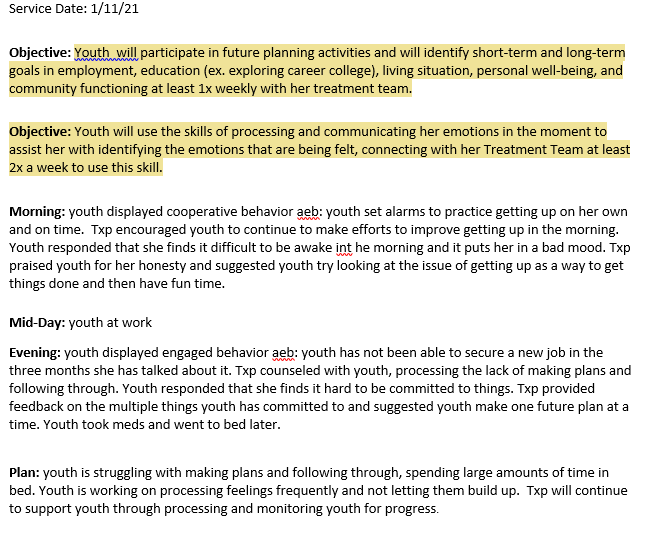 Service Date: 1/11/21
Objective: Youth  will participate in future planning activities and will identify short-term and long-term
goals in employment, education (ex. exploring career college), living situation, personal well-being, and
community functioning at least 1x weekly with her treatment team.
Objective: Youth will use the skills of processing and communicating her emotions in the moment to
assist her with identifying the emotions that are being felt, connecting with her Treatment Team at least
2x a week to use this skill.
Morning: youth displayed cooperative behavior aeb: youth set alarms to practice getting up on her own
and on time.  Txp encouraged youth to continue to make efforts to improve getting up in the morning.
Youth responded that she finds it difficult to be awake int he morning and it puts her in a bad mood. Txp
praised youth for her honesty and suggested youth try looking at the issue of getting up as a way to get
things done and then have fun time.
Mid-Day: youth at work
Evening: youth displayed engaged behavior aeb: youth has not been able to secure a new job in the
three months she has talked about it. Txp counseled with youth, processing the lack of making plans and
following through. Youth responded that she finds it hard to be committed to things. Txp provided
feedback on the multiple things youth has committed to and suggested youth make one future plan at a
time. Youth took meds and went to bed later.
Plan: youth is struggling with making plans and following through, spending large amounts of time in
bed. Youth is working on processing feelings frequently and not letting them build up.  Txp will continue
to support youth through processing and monitoring youth for progress.